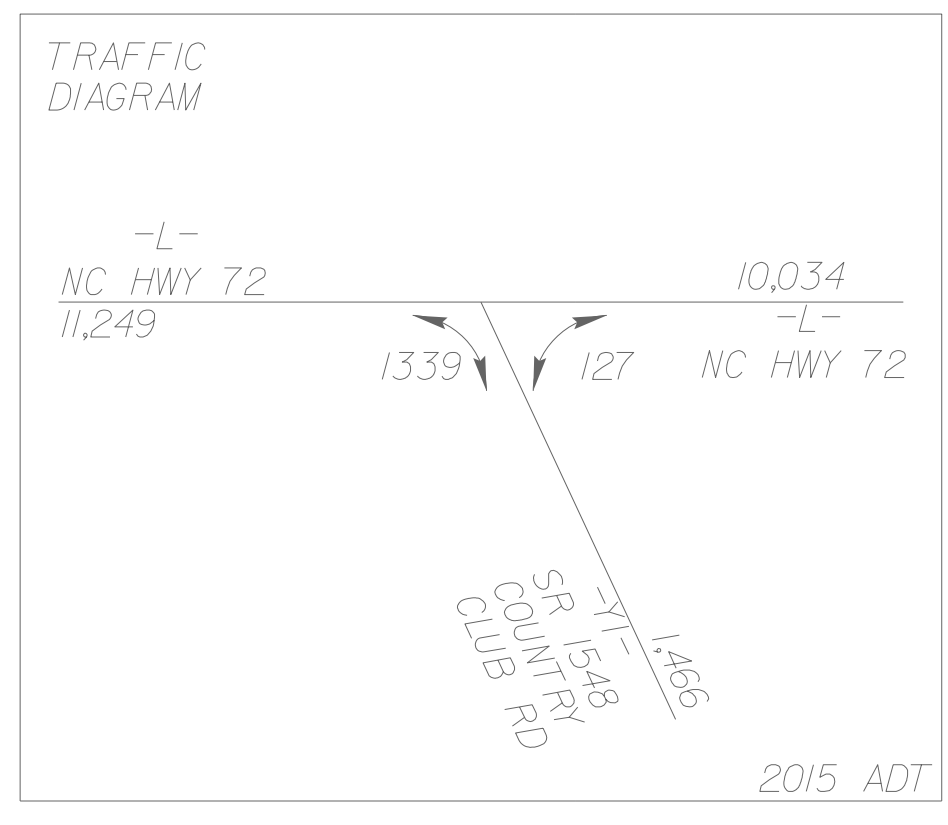 TRAFFIC
DIAGRAM
-L-
NC HWY 72
11,249
10,034
-L-
NC HWY 72
1339
127
-Y1-
SR 1548
COUNTRY
CLUB RD
1,466
2015 ADT